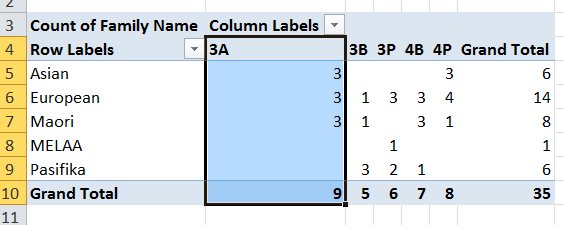 2
3 Count of Family Name Column Labels
4 Row Labels 3A 3B 3P 4B 4P Grand Total
5 Asian 3 3 6
6 European 3 1 3 3 4 14
7 Maori 3 1 3 1 8
8 MELAA 1 1
9 Pasifika 3 2 1 6
10 Grand Total 9 5 6 7 8 35
11